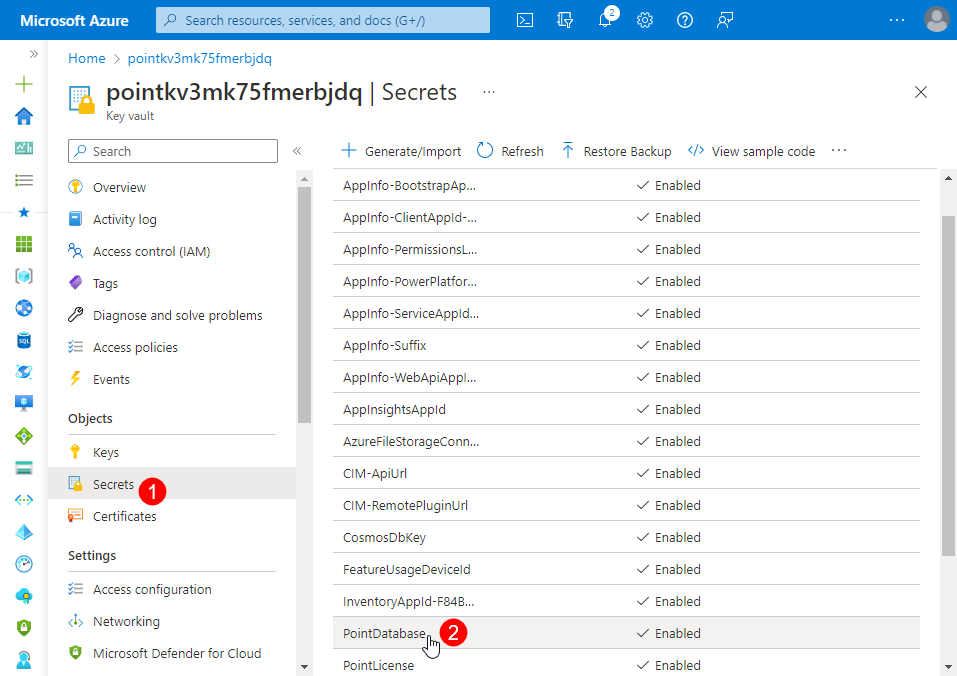 Microsoft Azure
Search resources, services, and docs (G+/)
2
Home > pointkv3mk75fmerbjdq
pointkv3mk75fmerbjdq | Secrets
Key vault
Search
Generate/Import
Refresh
Restore Backup
View sample code
Overview
Activity log
Access control (IAM)
Tags
Diagnose and solve problems
Access policies
Events
Objects
Keys
Secrets 1
Certificates
Settings
Access configuration
Networking
Microsoft Defender for Cloud
SQL
AppInfo-BootstrapAp... Enabled
AppInfo-ClientAppId-... Enabled
AppInfo-PermissionsL... Enabled
AppInfo-PowerPlatfor... Enabled
AppInfo-ServiceAppId... Enabled
AppInfo-Suffix Enabled
AppInfo-WebApiAppI... Enabled
AppInsightsAppId Enabled
AzureFileStorageConn... Enabled
CIM-ApiUrl Enabled
CIM-RemotePluginUrl Enabled
CosmosDbKey Enabled
FeatureUsageDeviceId Enabled
InventoryAppId-F84B... Enabled
PointDatabase 2 Enabled
PointLicense Enabled